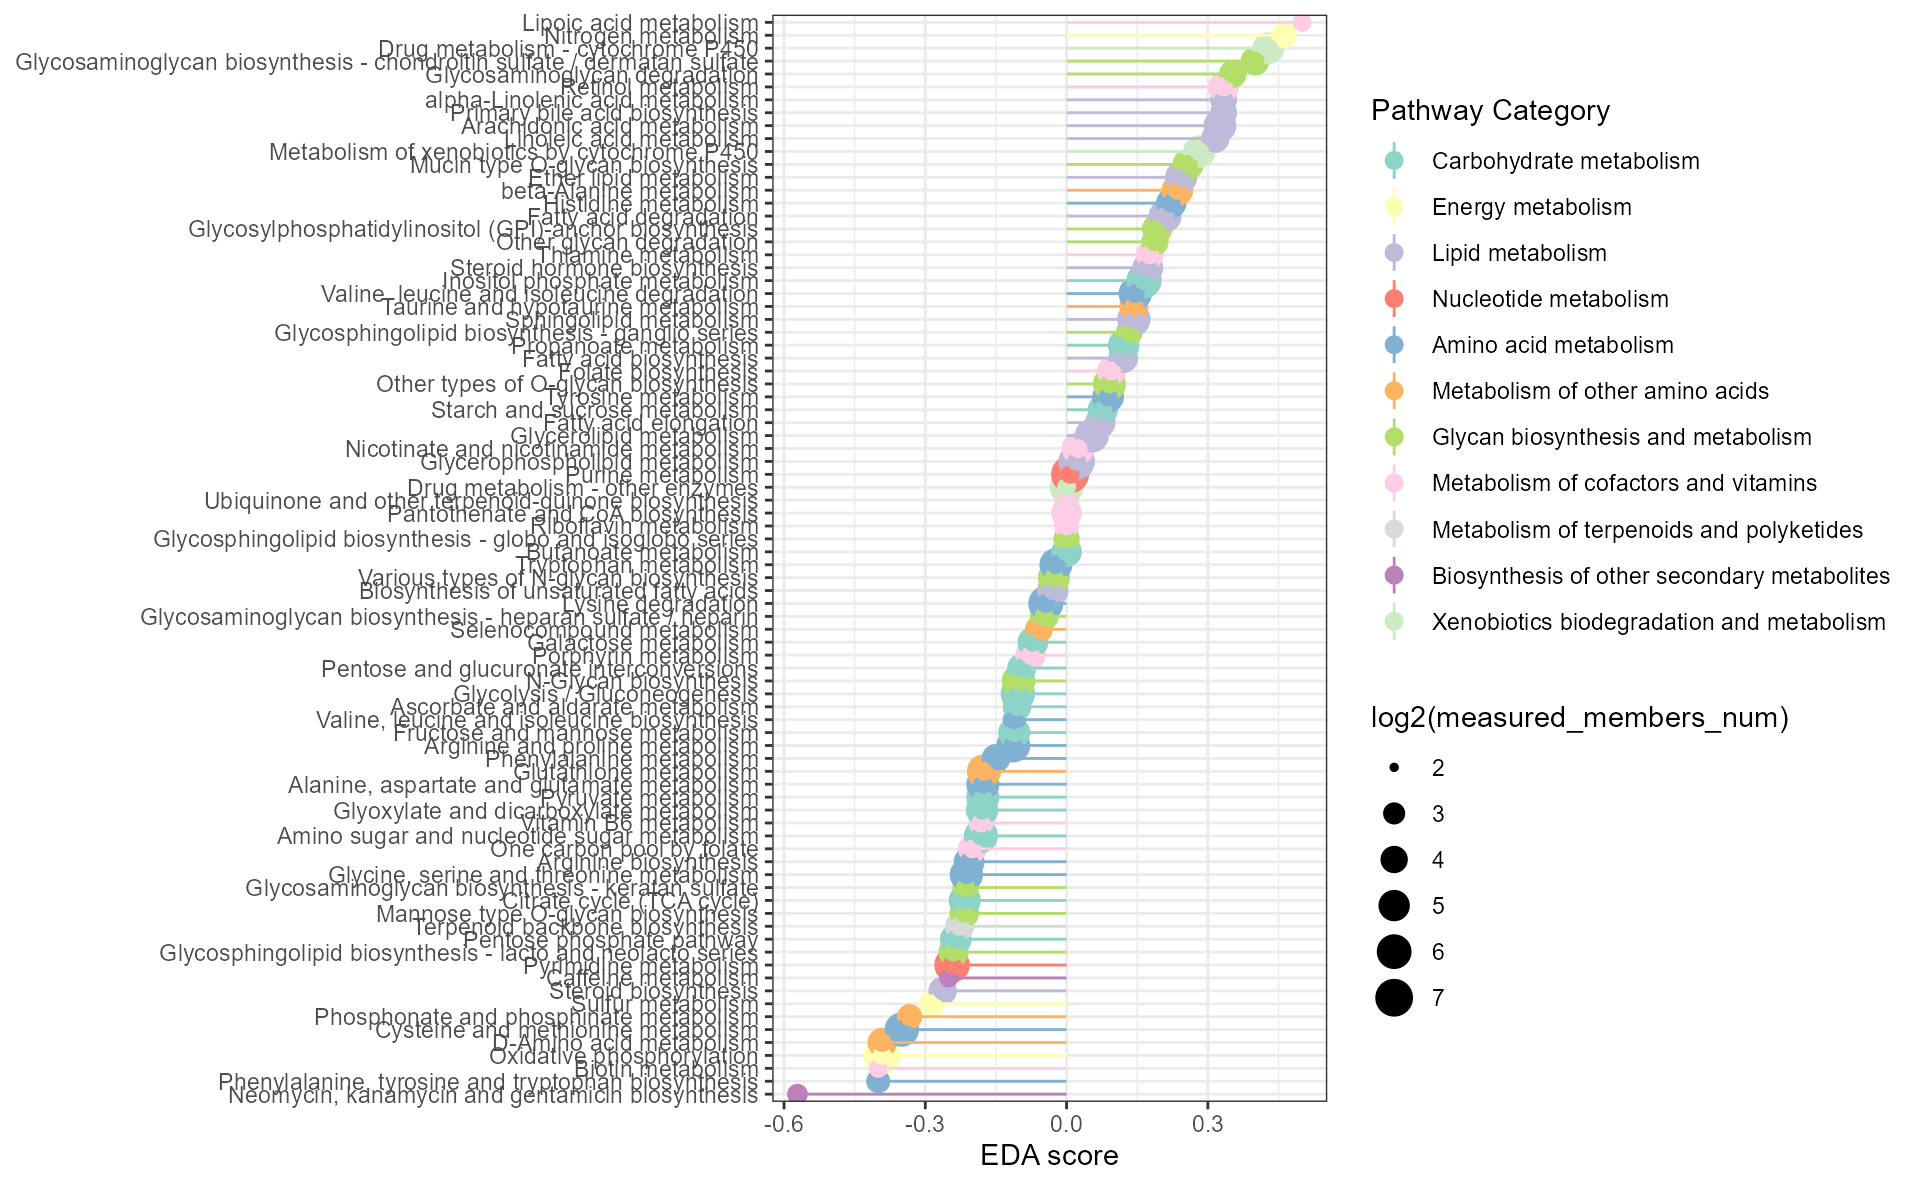 Lipoic acid metabolism
Nitrogen metabolism
Drug metabolism - cytochrome P450
Glycosaminoglycan biosynthesis - chondroitin sulfate / dermatan sulfate
Glycosaminoglycan degradation
Retinol metabolism
alpha-Linolenic acid metabolism
Primary bile acid biosynthesis
Arachidonic acid metabolism
Linoleic acid metabolism
Metabolism of xenobiotics by cytochrome P450
Mucin type O-glycan biosynthesis
Ether lipid metabolism
beta-Alanine metabolism
Histidine metabolism
Fatty acid degradation
Glycosylphosphatidylinositol (GPI)-anchor biosynthesis
Other glycan degradation
Thiamine metabolism
Steroid hormone biosynthesis
Inositol phosphate metabolism
Valine, leucine and isoleucine degradation
Taurine and hypotaurine metabolism
Sphingolipid metabolism
Glycosphingolipid biosynthesis - ganglio series
Propanoate metabolism
Fatty acid biosynthesis
Folate biosynthesis
Other types of O-glycan biosynthesis
Tyrosine metabolism
Starch and sucrose metabolism
Fatty acid elongation
Glycerolipid metabolism
Nicotinate and nicotinamide metabolism
Glycerophospholipid metabolism
Purine metabolism
Drug metabolism - other enzymes
Ubiquinone and other terpenoid-quinone biosynthesis
Pantothenate and CoA biosynthesis
Riboflavin metabolism
Glycosphingolipid biosynthesis - globo and isoglobo series
Butanoate metabolism
Tryptophan metabolism
Various types of N-glycan biosynthesis
Biosynthesis of unsaturated fatty acids
Lysine degradation
Glycosaminoglycan biosynthesis - heparan sulfate / heparin
Selenocompound metabolism
Galactose metabolism
Porphyrin metabolism
Pentose and glucuronate interconversions
N-Glycan biosynthesis
Glycolysis / Gluconeogenesis
Ascorbate and aldarate metabolism
Valine, leucine and isoleucine biosynthesis
Fructose and mannose metabolism
Arginine and proline metabolism
Phenylalanine metabolism
Glutathione metabolism
Alanine, aspartate and glutamate metabolism
Pyruvate metabolism
Glyoxylate and dicarboxylate metabolism
Vitamin B6 metabolism
Amino sugar and nucleotide sugar metabolism
One carbon pool by folate
Arginine biosynthesis
Glycine, serine and threonine metabolism
Glycosaminoglycan biosynthesis - keratan sulfate
Citrate cycle (TCA cycle)
Mannose type O-glycan biosynthesis
Terpenoid backbone biosynthesis
Pentose phosphate pathway
Glycosphingolipid biosynthesis - lacto and neolacto series
Pyrimidine metabolism
Caffeine metabolism
Steroid biosynthesis
Sulfur metabolism
Phosphonate and phosphinate metabolism
Cysteine and methionine metabolism
D-Amino acid metabolism
Oxidative phosphorylation
Biotin metabolism
Phenylalanine, tyrosine and tryptophan biosynthesis
Neomycin, kanamycin and gentamicin biosynthesis
-0.6 -0.3 0.0 0.3
EDA score
Pathway Category
Carbohydrate metabolism
Energy metabolism
Lipid metabolism
Nucleotide metabolism
Amino acid metabolism
Metabolism of other amino acids
Glycan biosynthesis and metabolism
Metabolism of cofactors and vitamins
Metabolism of terpenoids and polyketides
Biosynthesis of other secondary metabolites
Xenobiotics biodegradation and metabolism
log2(measured_members_num)
2
3
4
5
6
7